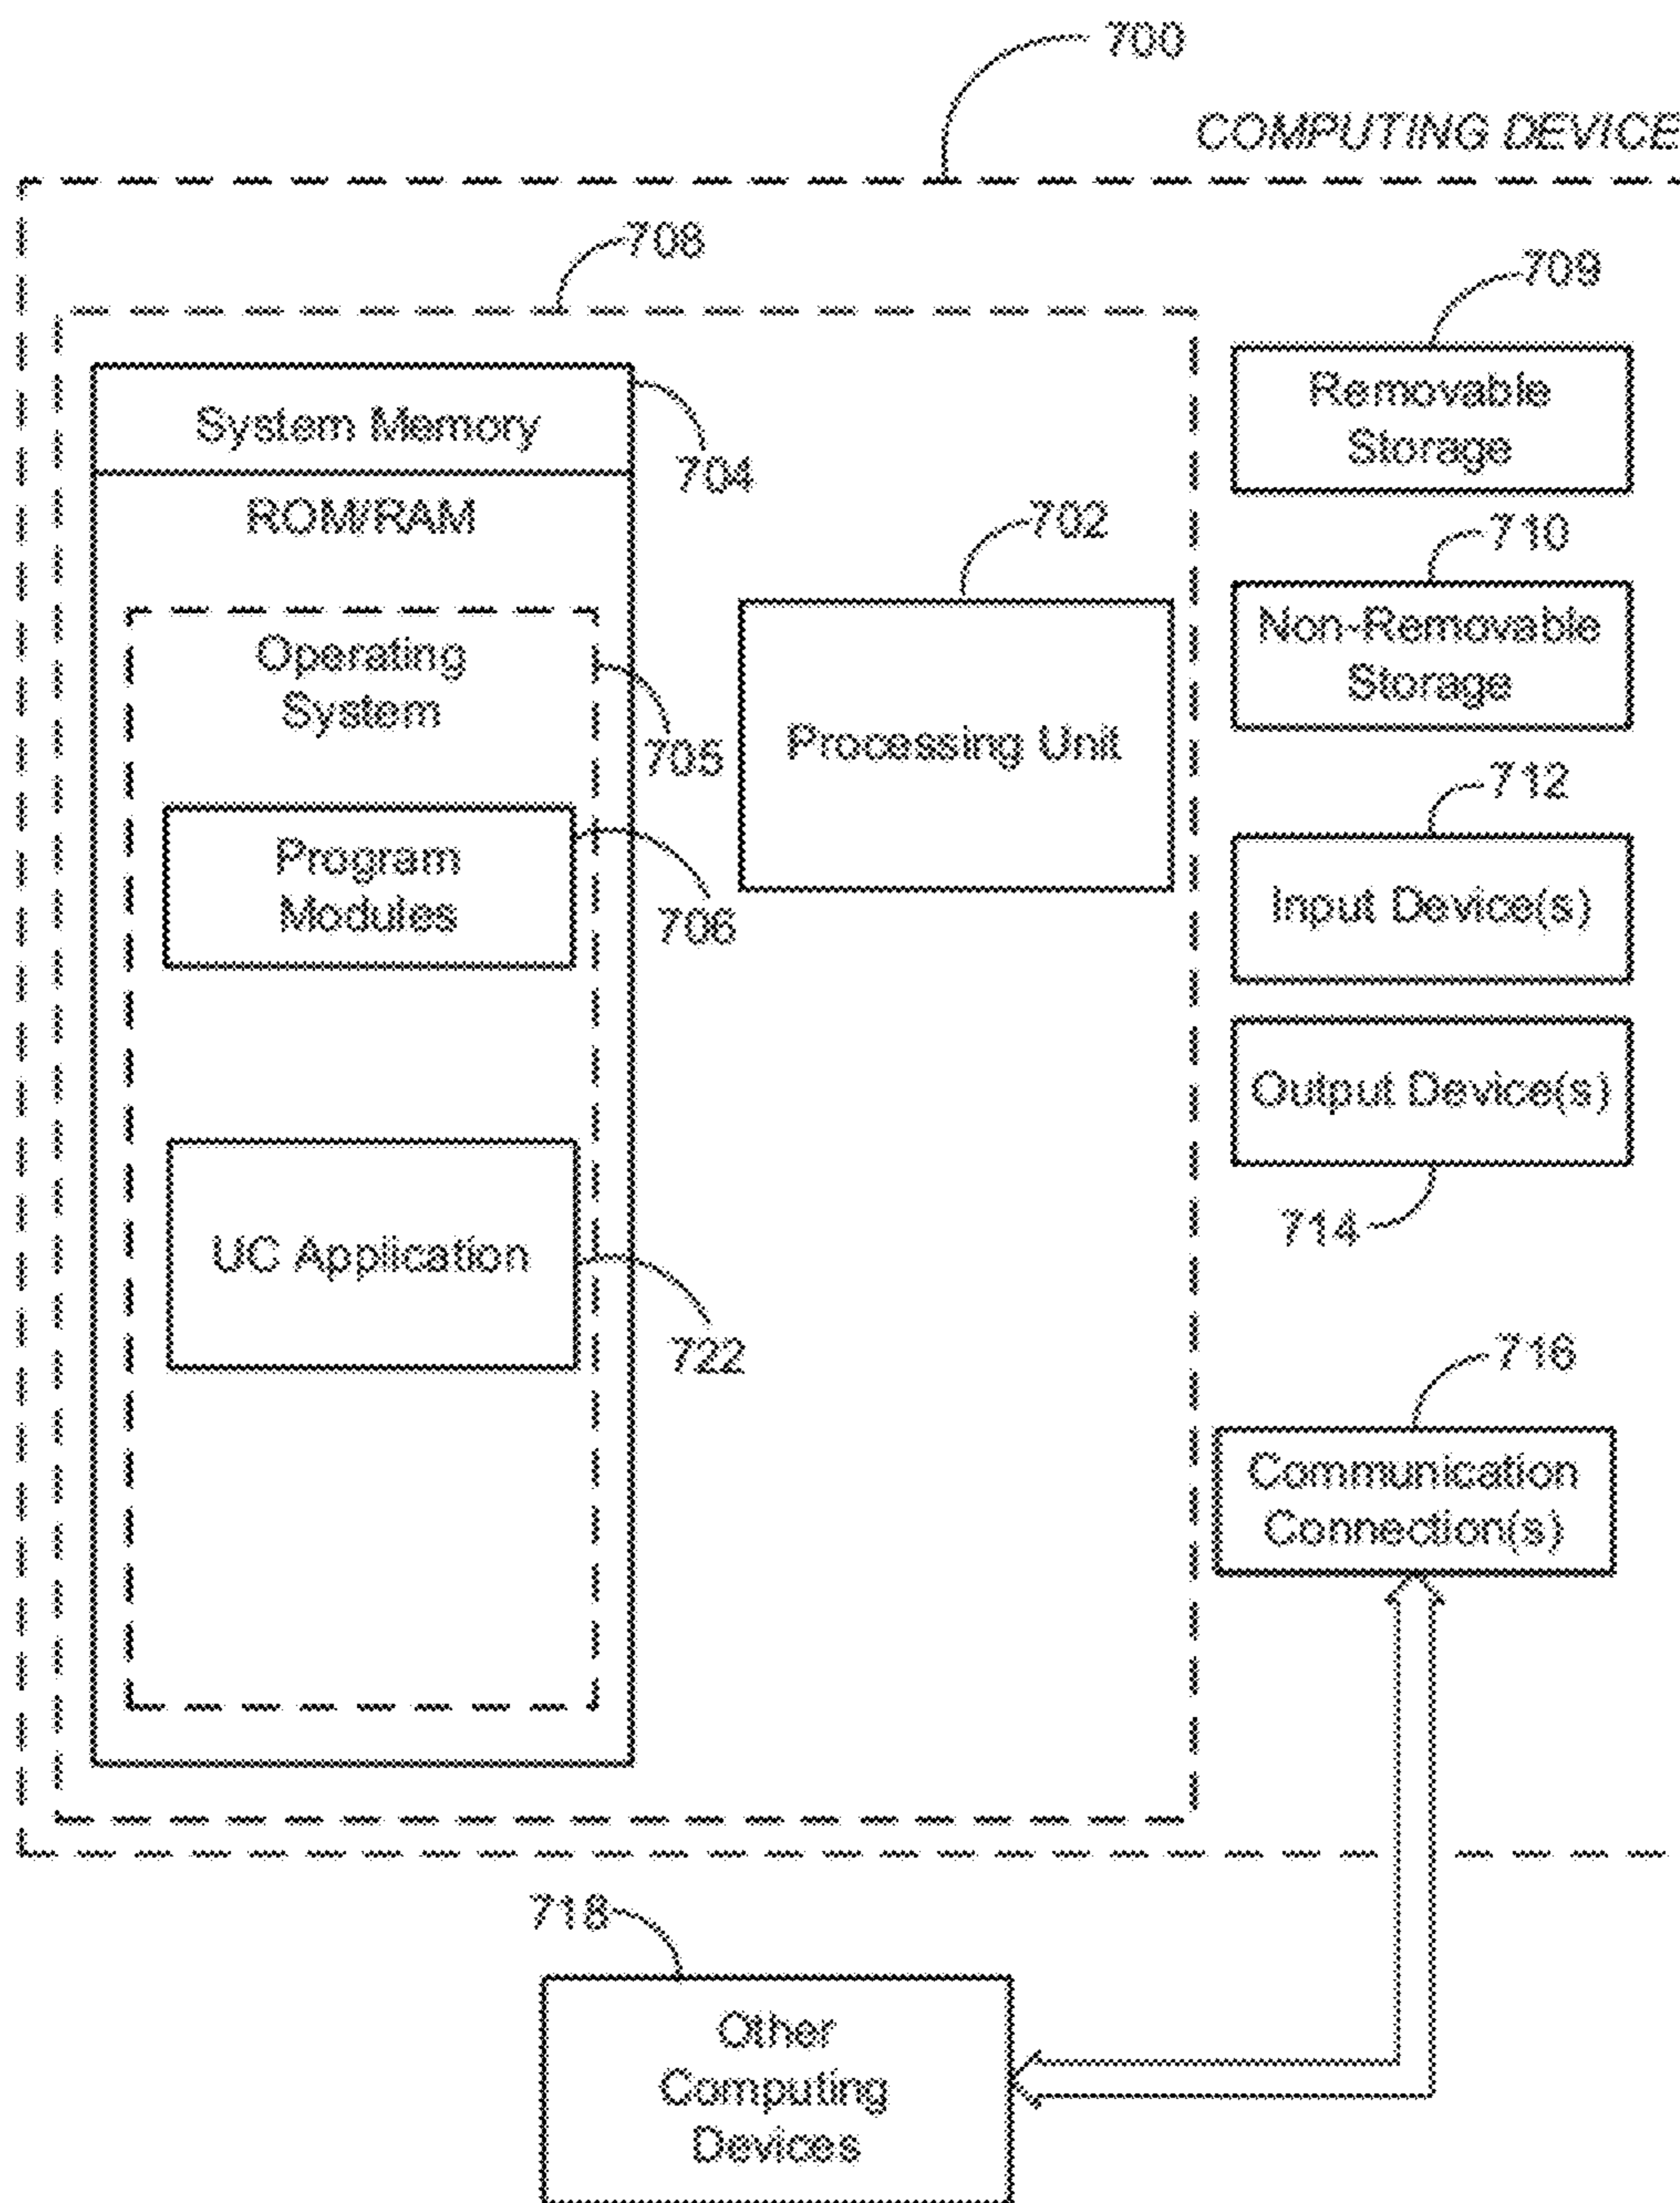 700
COMPUTING DEVICE
708
709
System Memory
704
Removable
Storage
ROM/RAM
702
710
Operating
System
705
Non-Removable
Storage
Processing Unit
712
Program
Modules
706
Input Device(s)
Output Device(s)
714
UC Application
722
716
Communication
Connection(s)
718
Other
Computing
Devices